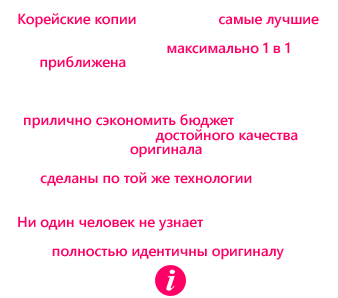 Корейские копии самые лучшие
максимально 1 в 1
приближена
прилично сэкономить бюджет
достойного качества
оригинала
сделаны по той же технологии
Ни один человек не узнает
полностью идентичны оригиналу
i